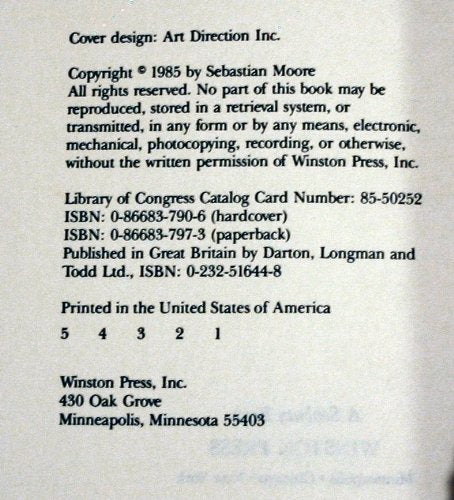 Cover design: Art Direction Inc.
Copyright © 1985 by Sebastian Moore
All rights reserved. No part of this book may be
reproduced, stored in a retrieval system, or
transmitted, in any form or by any means, electronic,
mechanical, photocopying, recording, or otherwise,
without the written permission of Winston Press, Inc.
Library of Congress Catalog Card Number: 85-50252
ISBN: 0-86683-790-6 (hardcover)
ISBN: 0-86683-797-3 (paperback)
Published in Great Britain by Darton, Longman and
Todd Ltd., ISBN: 0-232-51644-8
Printed in the United States of America
5 4 3 2 1
Winston Press, Inc.
430 Oak Grove
Minneapolis, Minnesota 55403
WINSTON PRESS